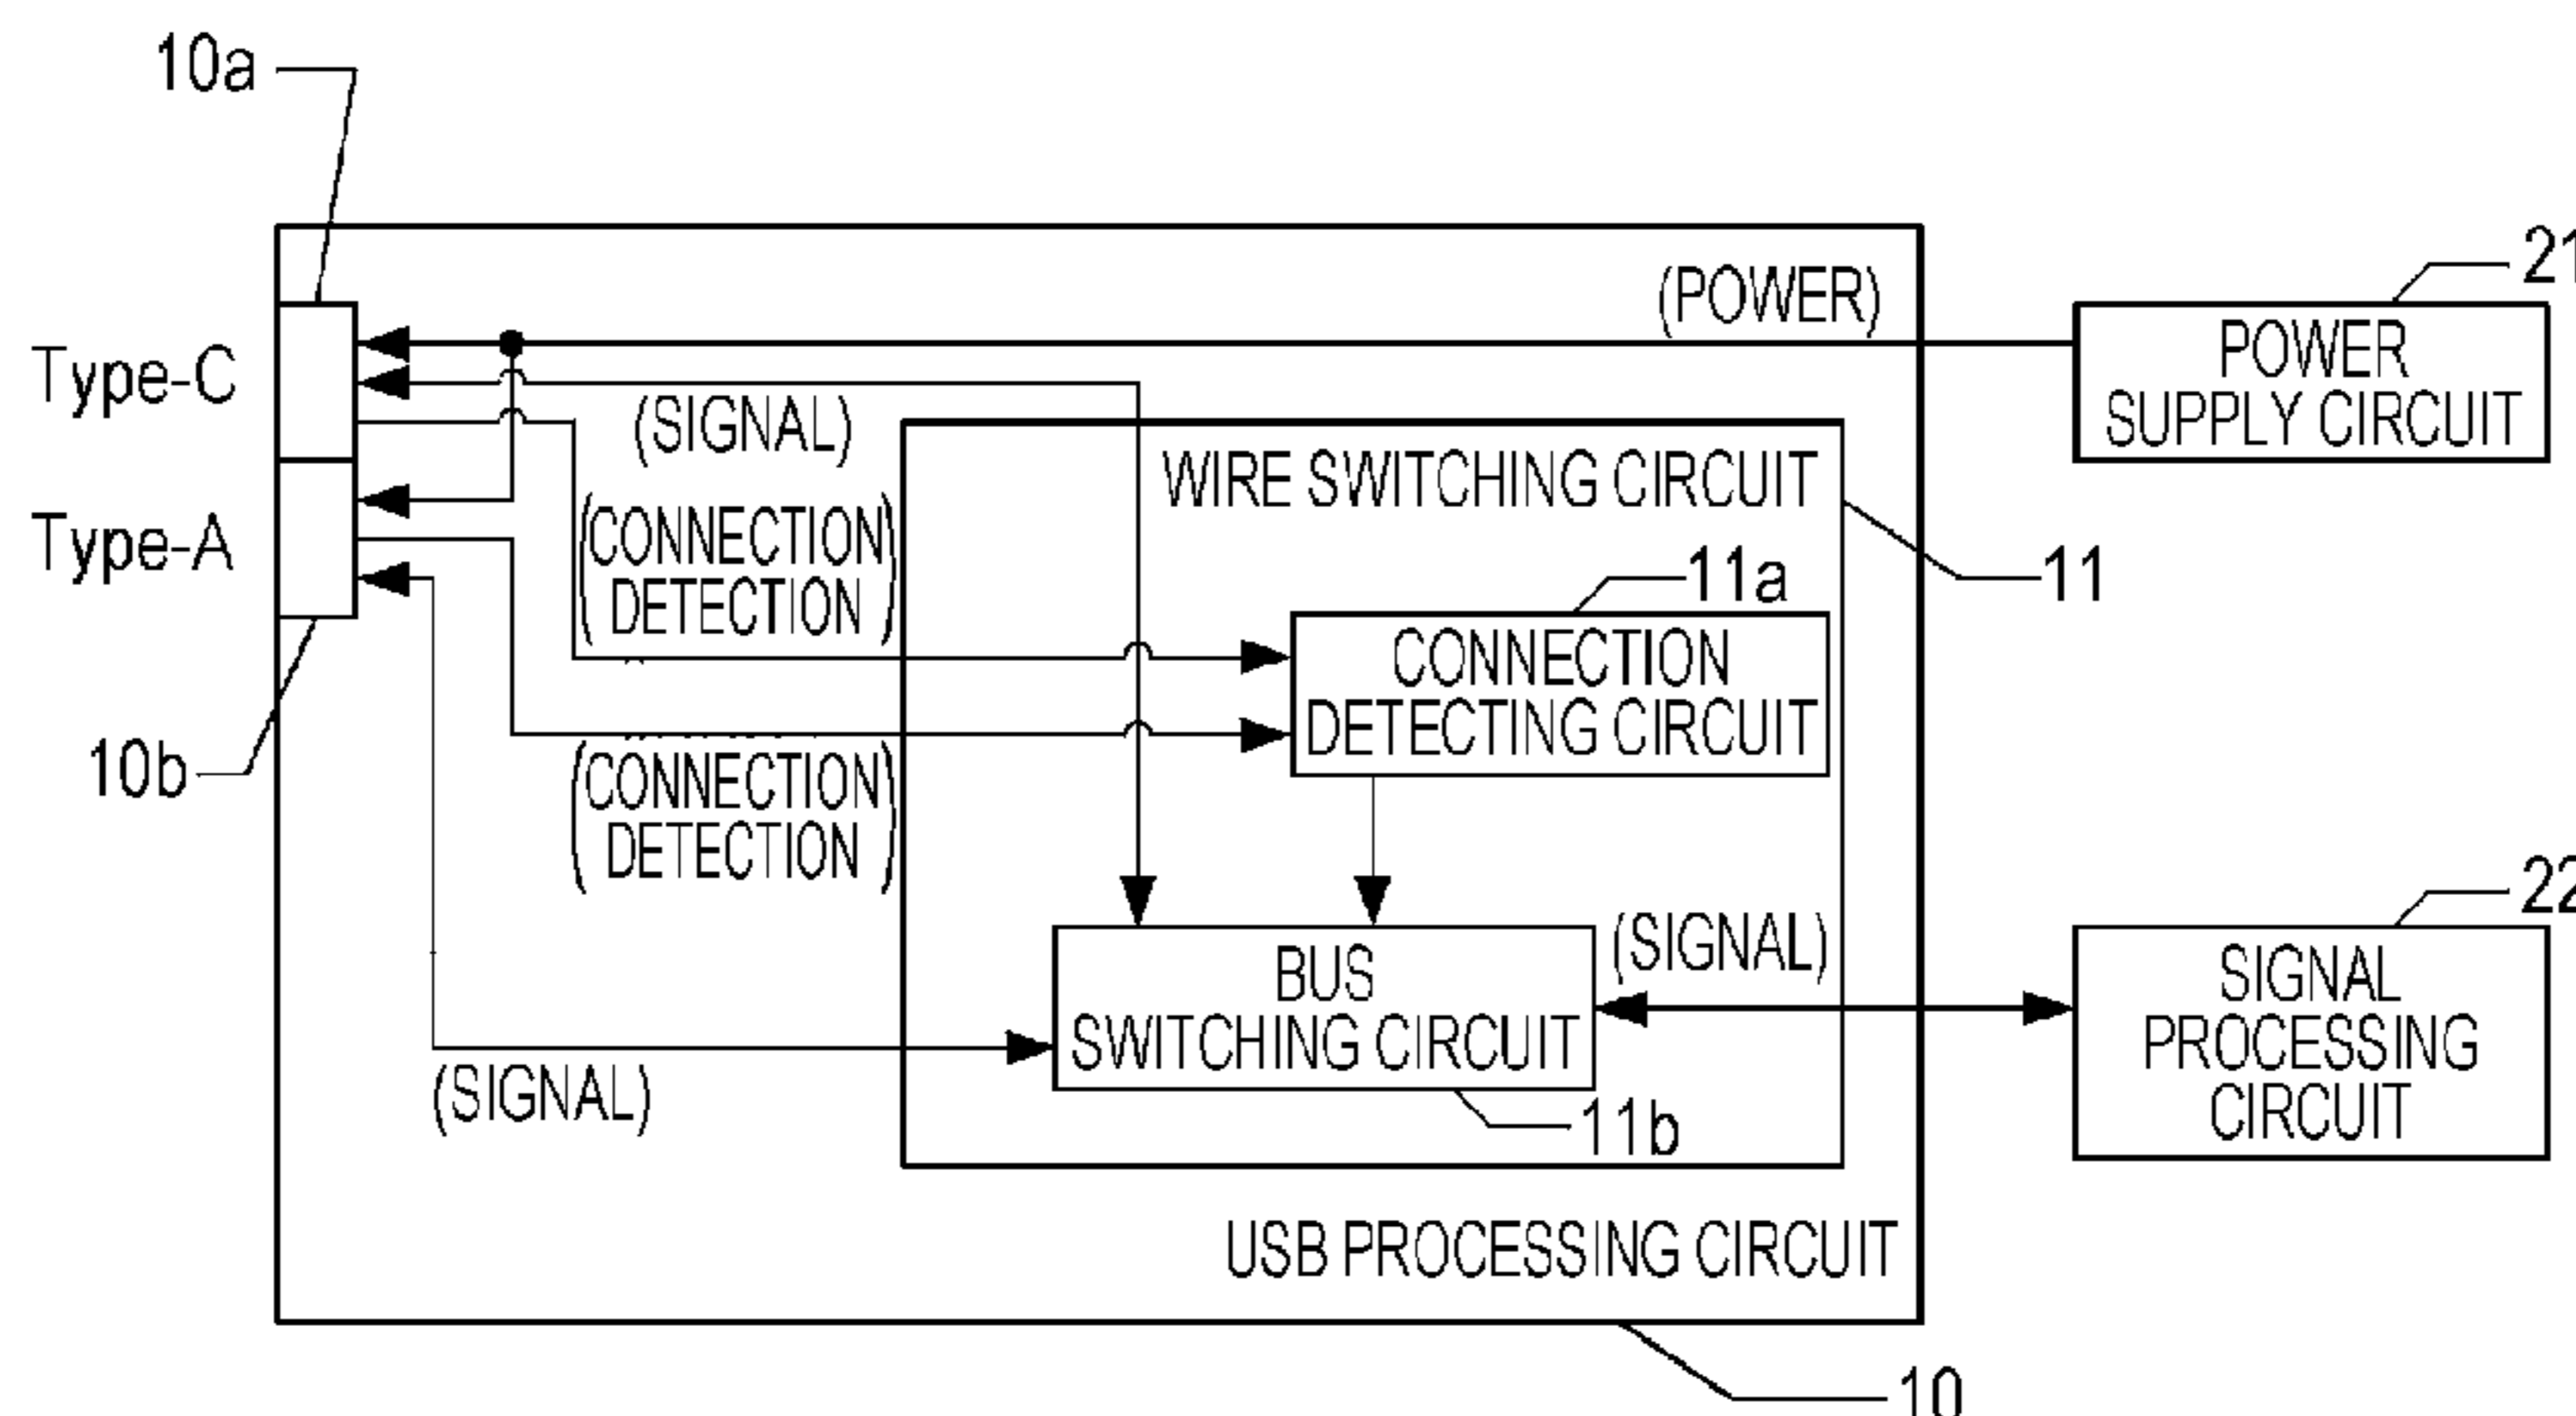 10a
(POWER)
21
POWER
SUPPLY CIRCUIT
Type-C
(SIGNAL)
WIRE SWITCHING CIRCUIT
11
Type-A
(CONNECTION
DETECTION)
11a
CONNECTION
DETECTING CIRCUIT
10b
(CONNECTION
DETECTION)
22
SIGNAL
PROCESSING
CIRCUIT
(SIGNAL)
BUS
SWITCHING CIRCUIT
11b
(SIGNAL)
USB PROCESSING CIRCUIT
10